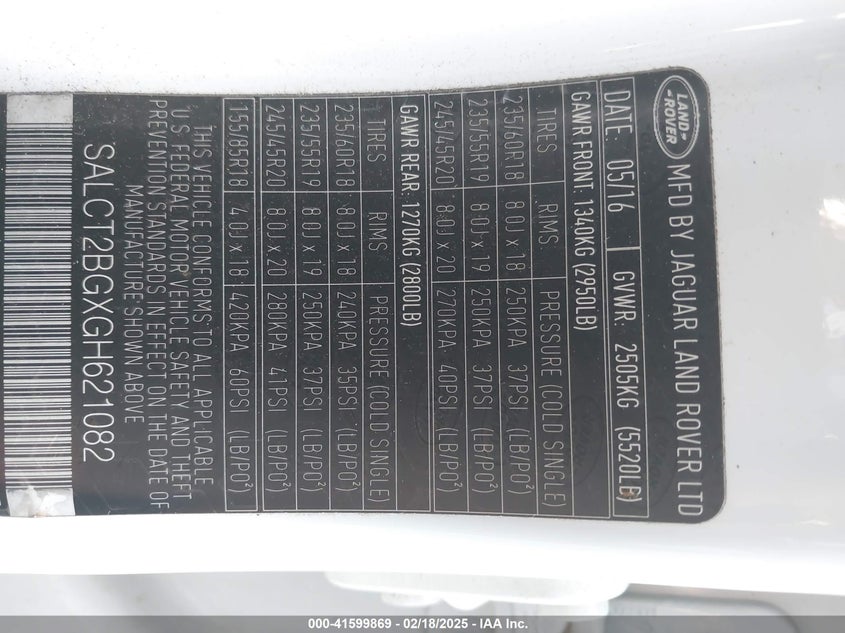 LAND-
-ROVER
MFD BY JAGUAR LAND ROVER LTD
DATE: 05/16 GVWR: 2505KG (5520LB)
GAWR FRONT: 1340KG (2950LB)
TIRES RIMS PRESSURE (COLD SINGLE)
235/60R18 8.0J x 18 250KPA 37PSI (LB/PO²)
235/55R19 8.0J x 19 250KPA 37PSI (LB/PO²)
245/45R20 8.0J x 20 270KPA 40PSI (LB/PO²)
GAWR REAR: 1270KG (2800LB)
TIRES RIMS PRESSURE (COLD SINGLE)
235/60R18 8.0J x 18 240KPA 35PSI (LB/PO²)
235/55R19 8.0J x 19 250KPA 37PSI (LB/PO²)
245/45R20 8.0J x 20 280KPA 41PSI (LB/PO²)
155/85R18 4.0J x 18 420KPA 60PSI (LB/PO²)
THIS VEHICLE CONFORMS TO ALL APPLICABLE
U.S. FEDERAL MOTOR VEHICLE SAFETY AND THEFT
PREVENTION STANDARDS IN EFFECT ON THE DATE OF
MANUFACTURE SHOWN ABOVE
SALCT2BGXGH621082
000-41599869 - 02/18/2025 - IAA Inc.